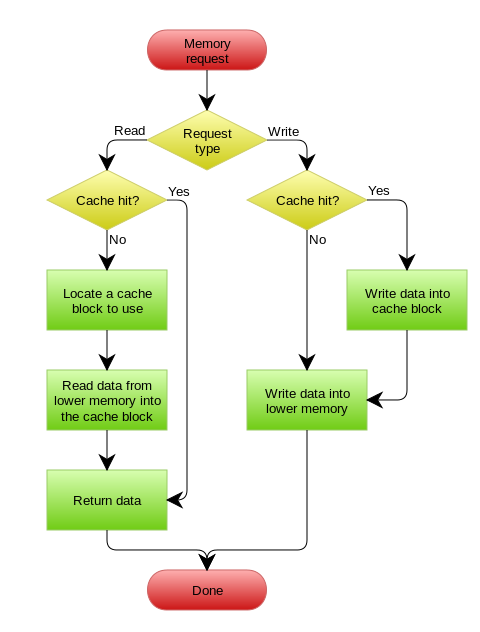 Memory
request
Request
type
Read
Write
Cache hit?
Yes
No
Cache hit?
Yes
No
Locate a cache
block to use
Write data into
cache block
Read data from
lower memory into
the cache block
Write data into
lower memory
Return data
Done